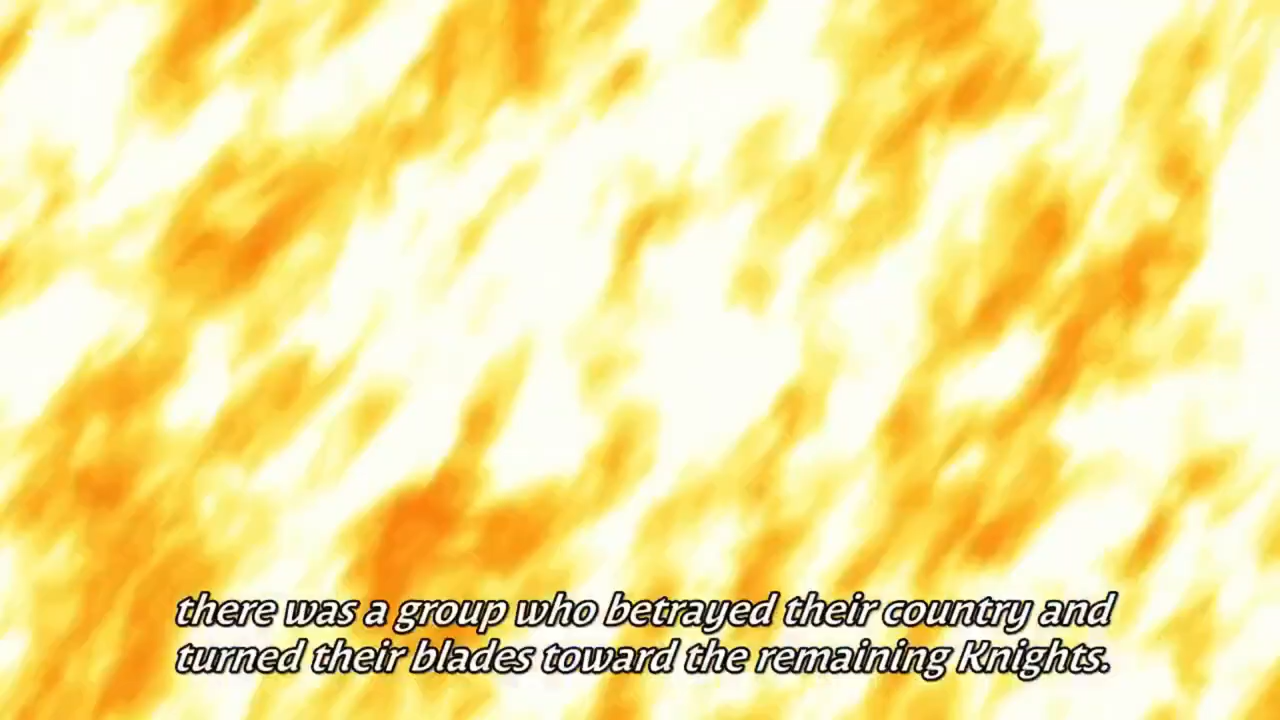 there was a group who betrayed their country and
turned their blades toward the remaining Knights.